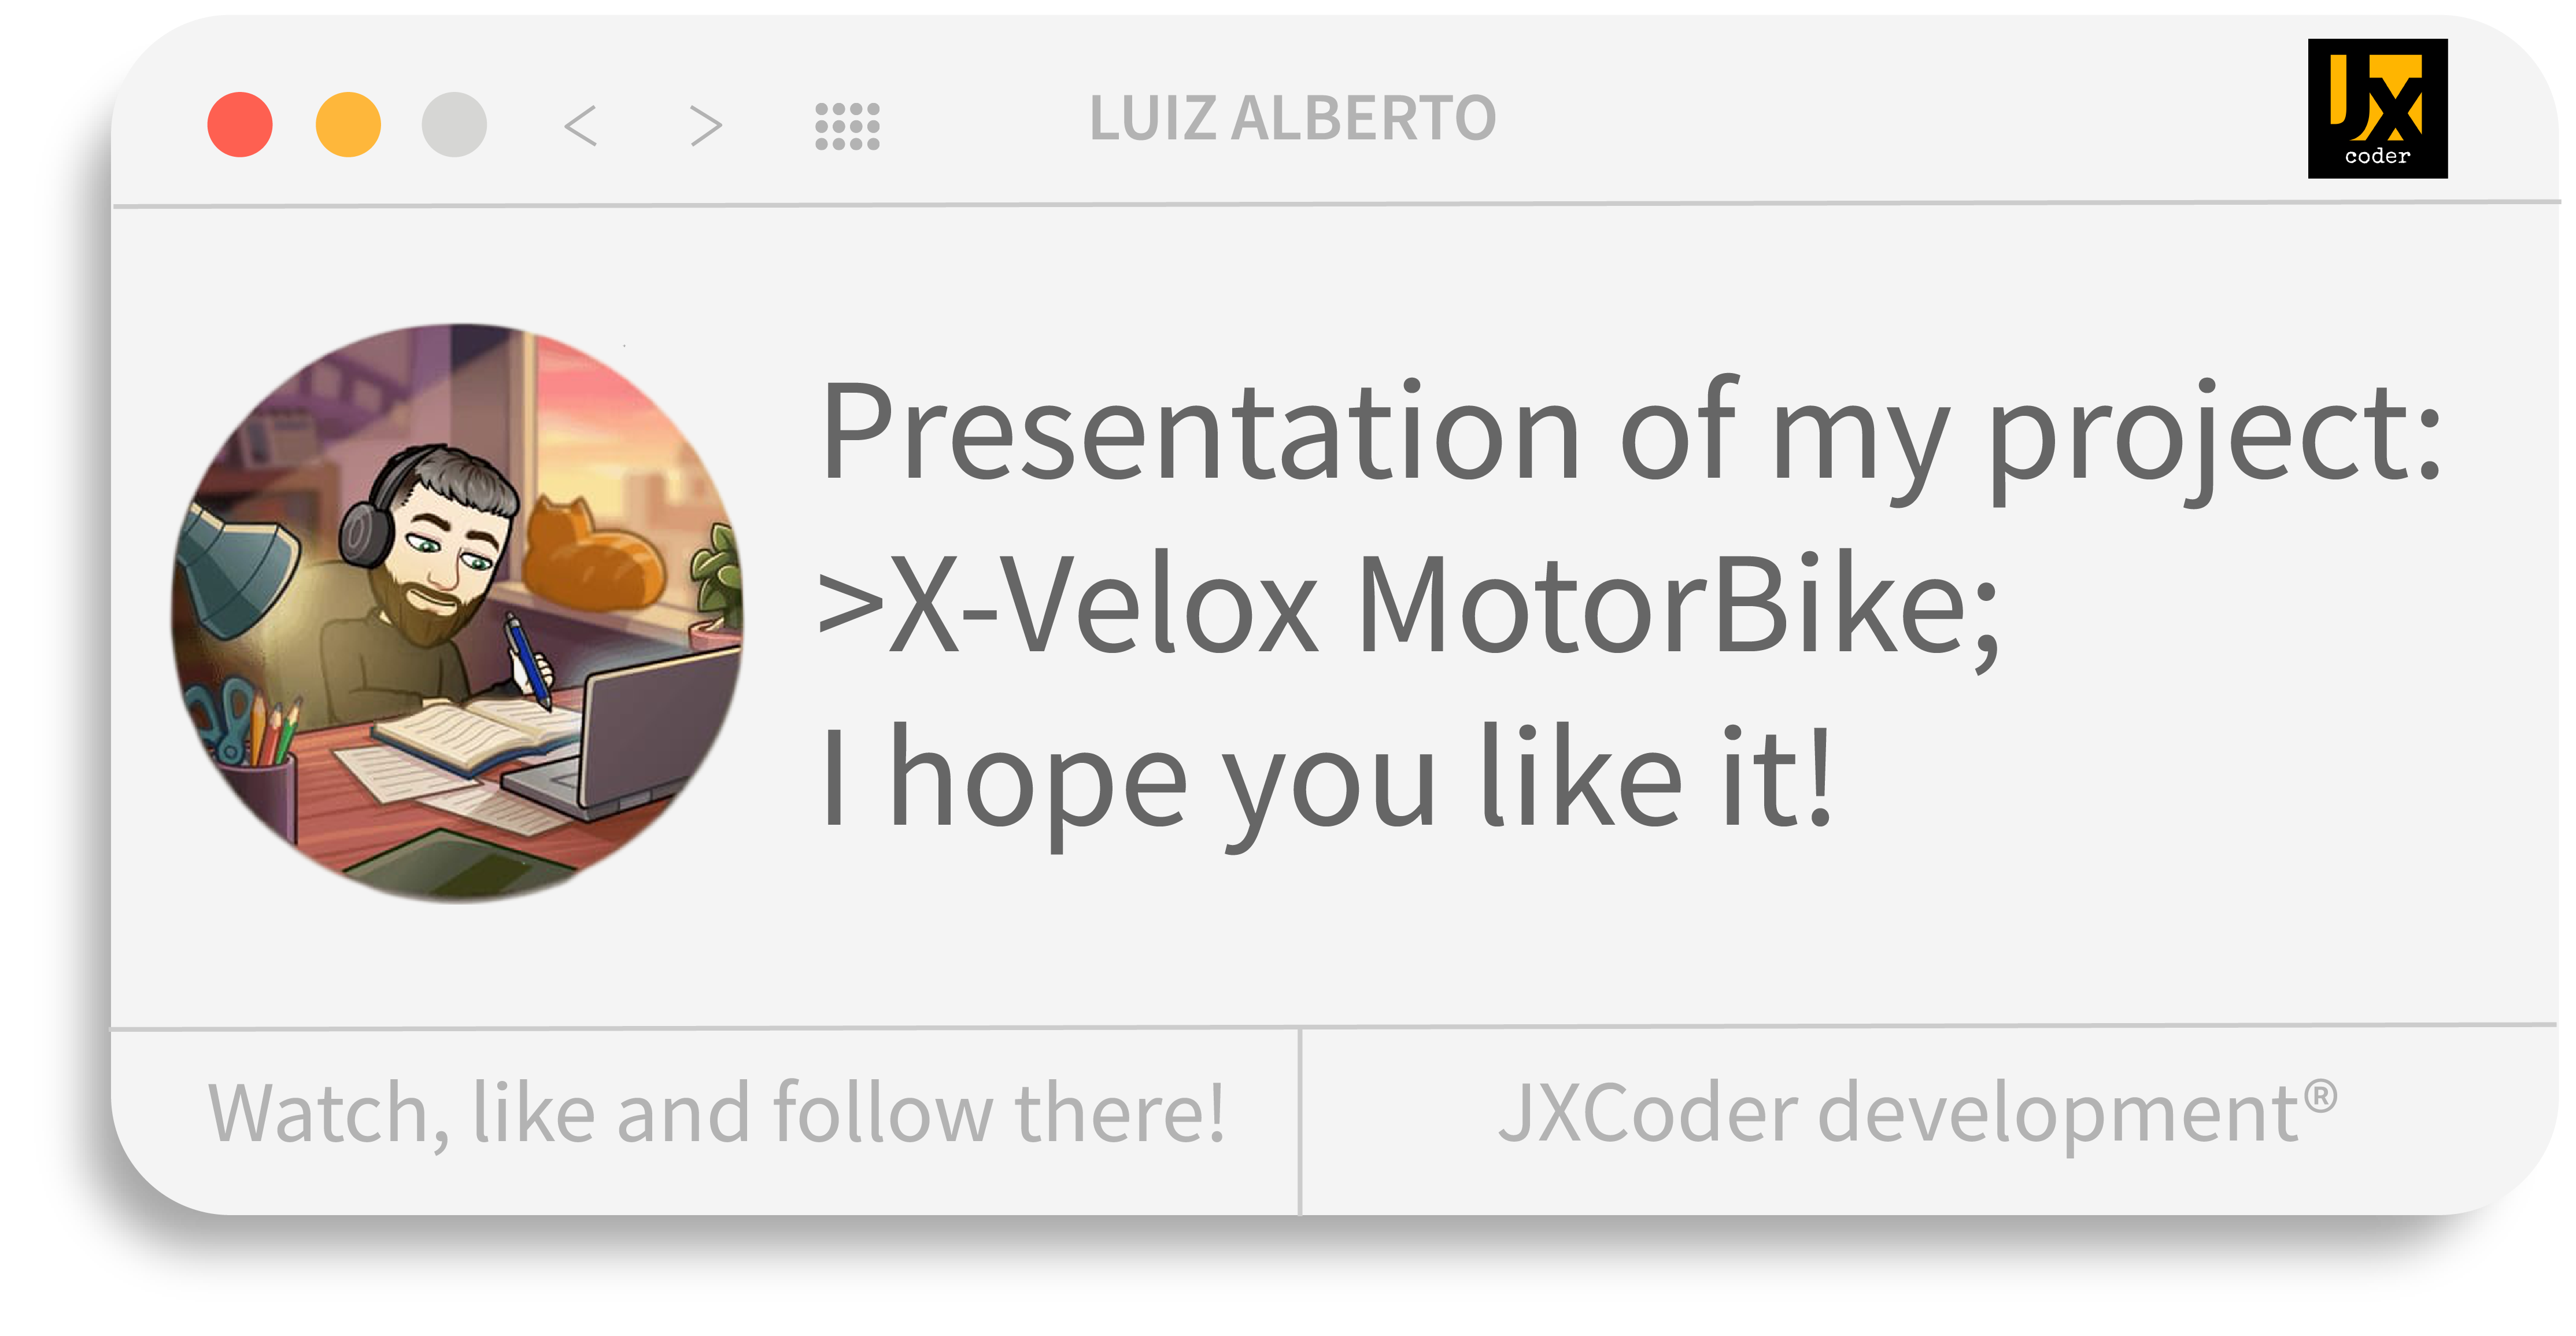 LUIZ ALBERTO
JX
coder
Presentation of my project:
>X-Velox MotorBike;
I hope you like it!
Watch, like and follow there!
JXCoder development®